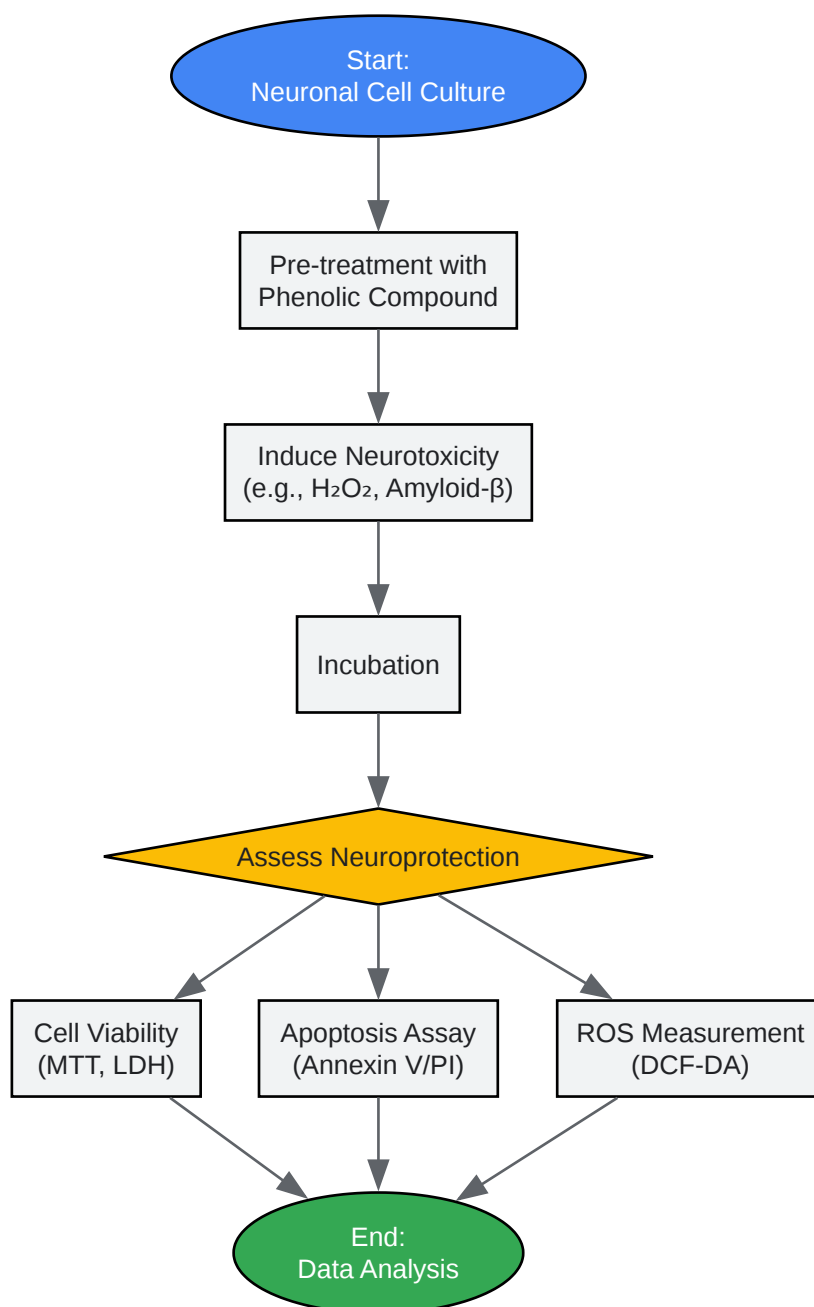 Start:
Neuronal Cell Culture
Pre-treatment with
Phenolic Compound
Induce Neurotoxicity
(e.g., H₂O₂, Amyloid-β)
Incubation
Assess Neuroprotection
Cell Viability
(MTT, LDH)
Apoptosis Assay
(Annexin V/PI)
ROS Measurement
(DCF-DA)
End:
Data Analysis